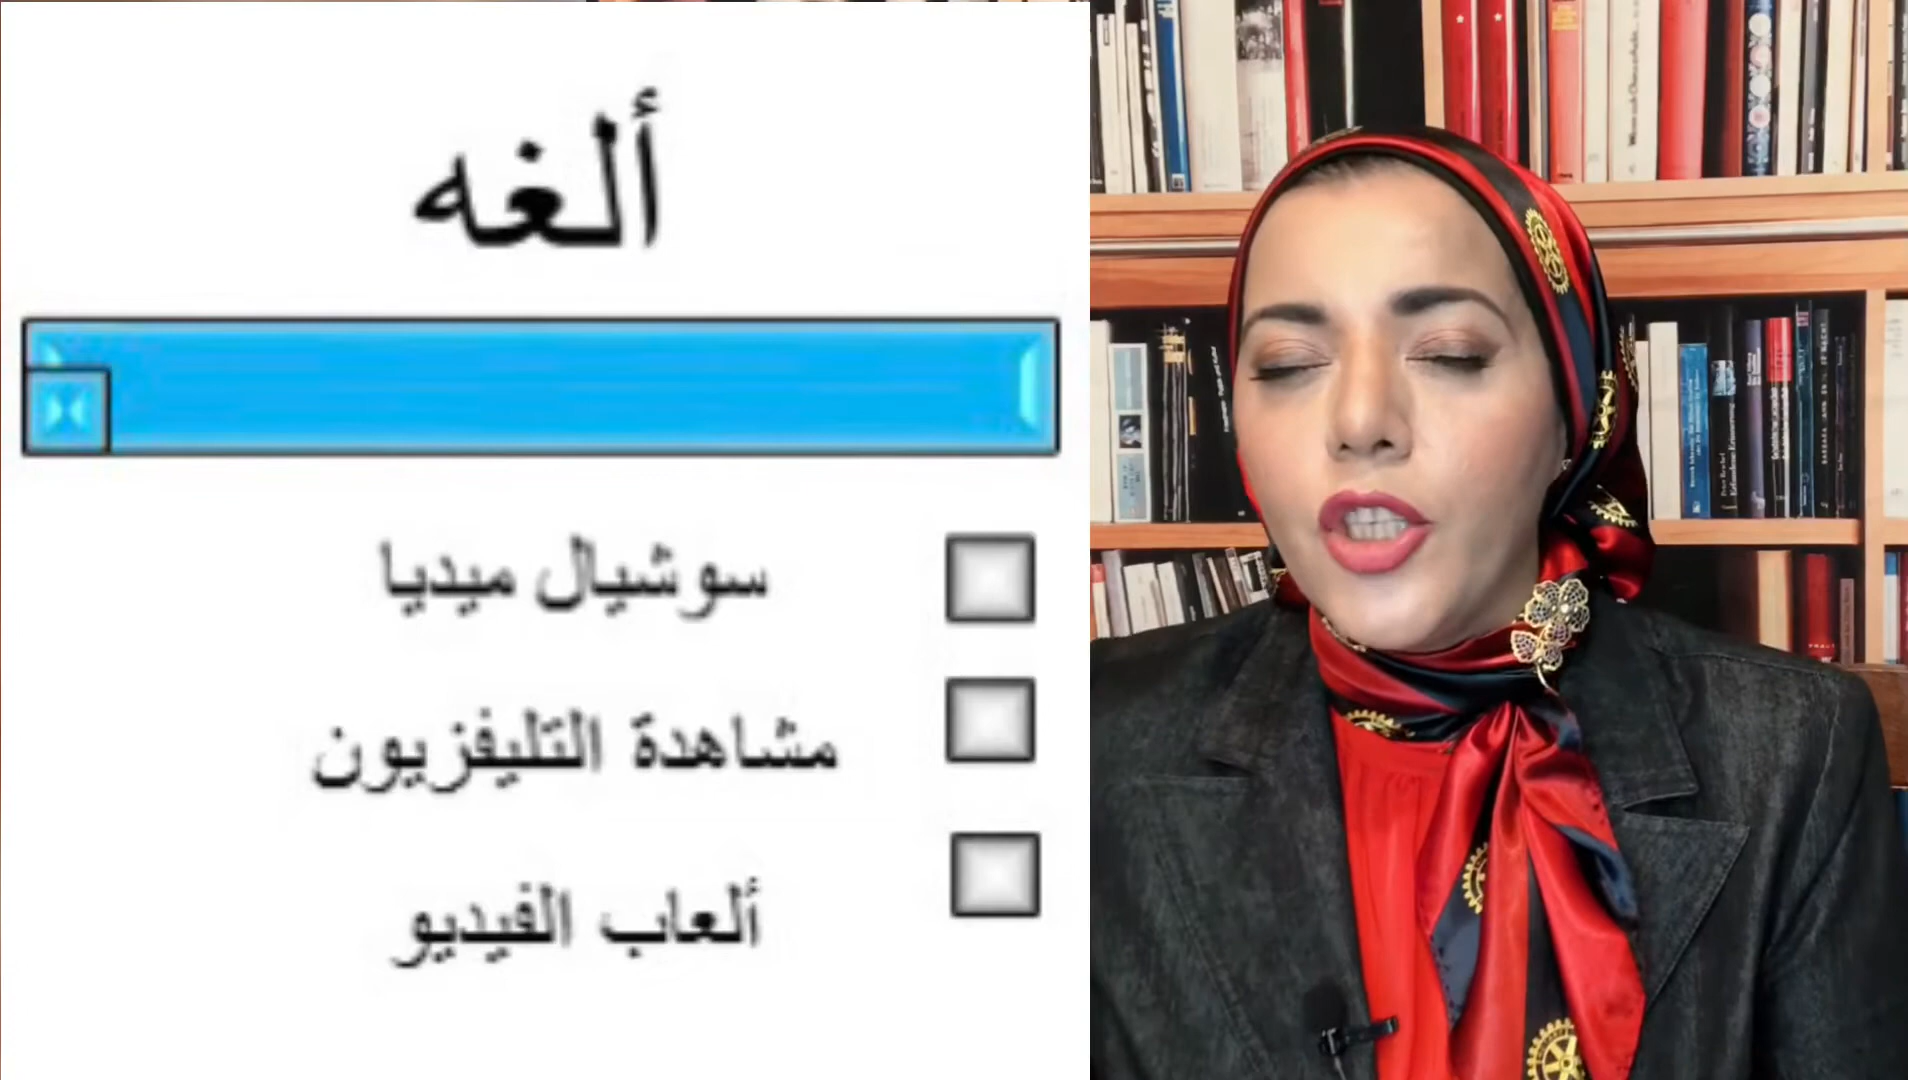 ألغه
سوشيال ميديا
مشاهدة التليفزيون
ألعاب الفيديو